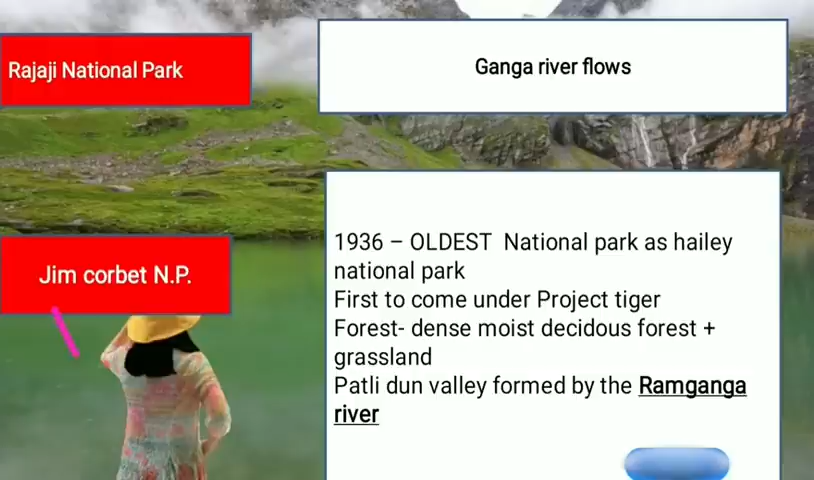 Rajaji National Park
Ganga river flows
Jim corbet N.P.
1936 – OLDEST  National park as hailey
national park
First to come under Project tiger
Forest- dense moist decidous forest +
grassland
Patli dun valley formed by the Ramganga
river